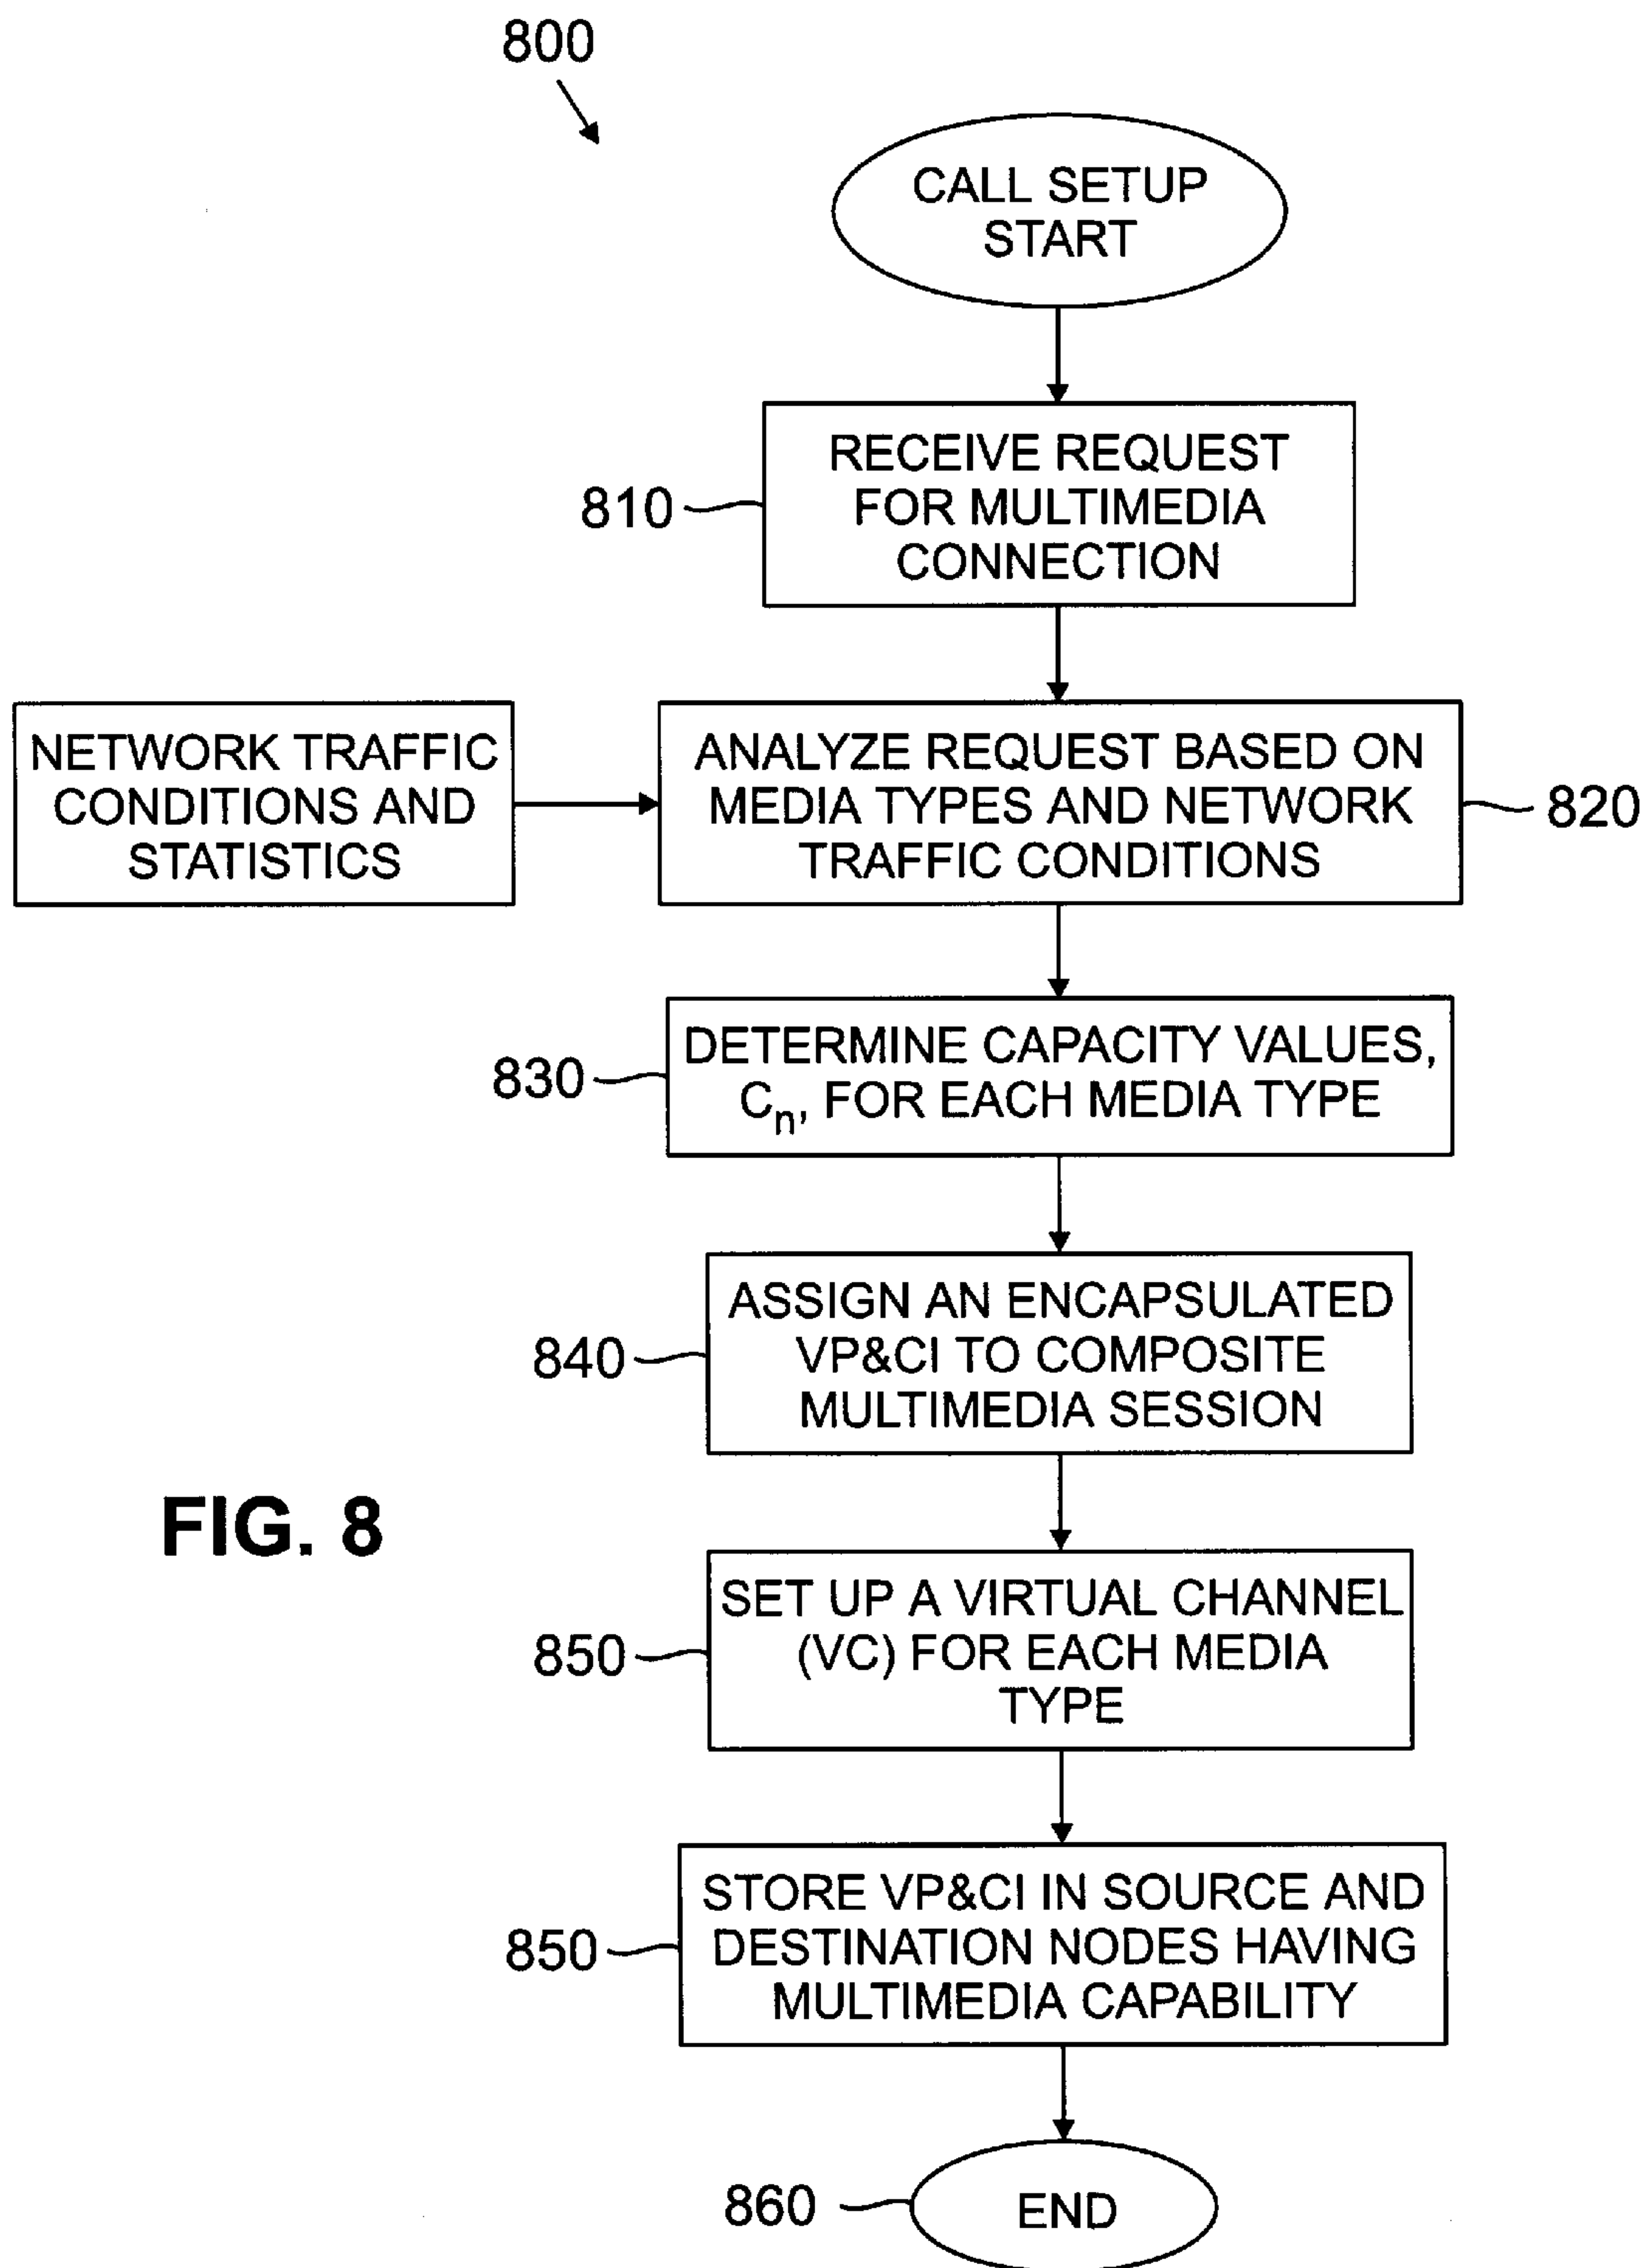 800
CALL SETUP
START
810
RECEIVE REQUEST
FOR MULTIMEDIA
CONNECTION
NETWORK TRAFFIC
CONDITIONS AND
STATISTICS
ANALYZE REQUEST BASED ON
MEDIA TYPES AND NETWORK
TRAFFIC CONDITIONS
820
830
DETERMINE CAPACITY VALUES,
Cn, FOR EACH MEDIA TYPE
840
ASSIGN AN ENCAPSULATED
VP&CI TO COMPOSITE
MULTIMEDIA SESSION
FIG. 8
850
SET UP A VIRTUAL CHANNEL
(VC) FOR EACH MEDIA
TYPE
850
STORE VP&CI IN SOURCE AND
DESTINATION NODES HAVING
MULTIMEDIA CAPABILITY
860
END